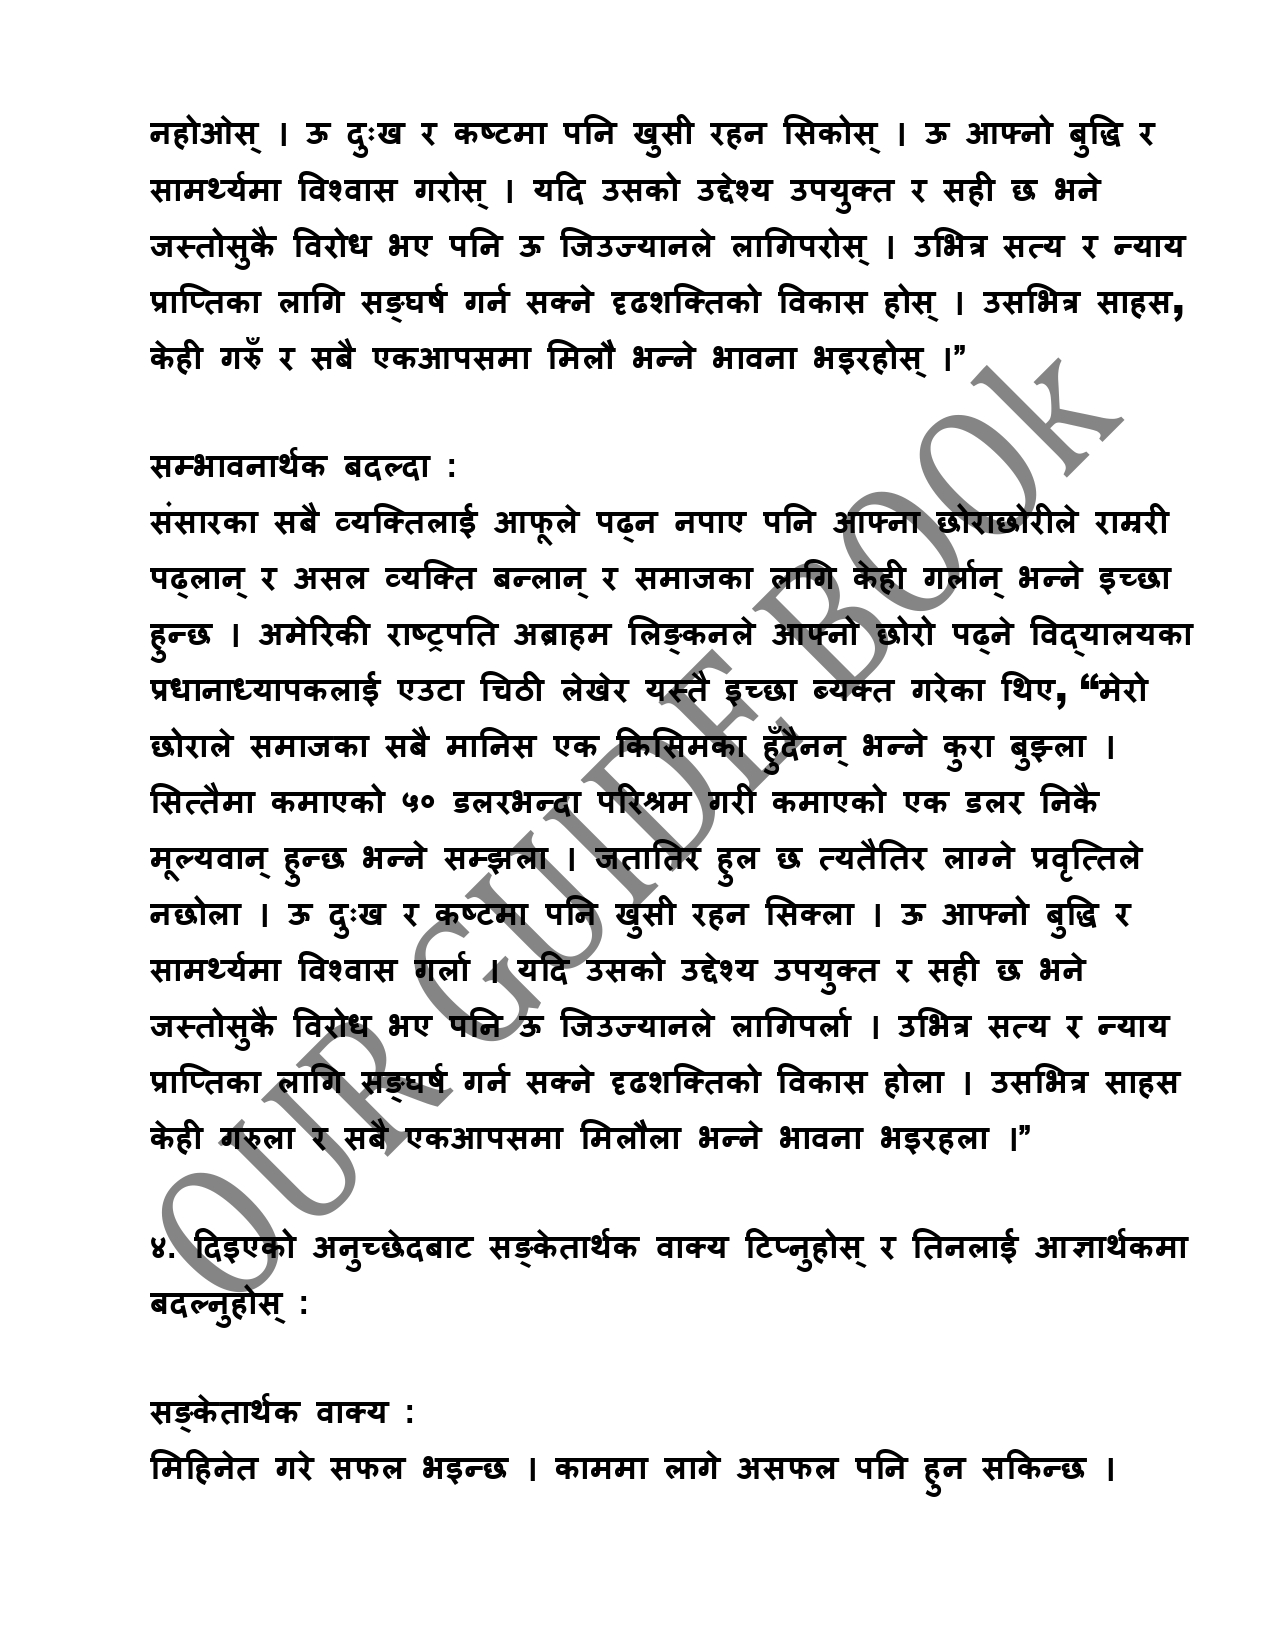 नहोओस् । ऊ दुःख र कष्टमा पनि खुसी रहन सिकोस् । ऊ आफ्नो बुद्धि र
सामर्थ्यमा विश्वास गरोस् । यदि उसको उद्देश्य उपयुक्त र सही छ भने
जस्तोसुकै विरोध भए पनि ऊ जिउज्यानले लागिपरोस् । उभित्र सत्य र न्याय
प्राप्तिका लागि सङ्घर्ष गर्न सक्ने दृढशक्तिको विकास होस् । उसभित्र साहस,
केही गरुँ र सबै एकआपसमा मिलौ भन्ने भावना भइरहोस् ।”
सम्भावनार्थक बदल्दा :
संसारका सबै व्यक्तिलाई आफूले पढ्न नपाए पनि आफ्ना छोराछोरीले राम्ररी
पढ्लान् र असल व्यक्ति बन्लान् र समाजका लागि केही गर्लान् भन्ने इच्छा
हुन्छ । अमेरिकी राष्ट्रपति अब्राहम लिङ्कनले आफ्नो छोरो पढ्ने विद्यालयका
प्रधानाध्यापकलाई एउटा चिठी लेखेर यस्तै इच्छा ब्यक्त गरेका थिए, “मेरो
छोराले समाजका सबै मानिस एक किसिमका हुँदैनन् भन्ने कुरा बुझ्ला ।
सित्तैमा कमाएको ५० डलरभन्दा परिश्रम गरी कमाएको एक डलर निकै
मूल्यवान् हुन्छ भन्ने सम्झला । जतातिर हुल छ त्यतैतिर लाग्ने प्रवृत्तिले
नछोला । ऊ दुःख र कष्टमा पनि खुसी रहन सिक्ला । ऊ आफ्नो बुद्धि र
सामर्थ्यमा विश्वास गर्ला । यदि उसको उद्देश्य उपयुक्त र सही छ भने
जस्तोसुकै विरोध भए पनि ऊ जिउज्यानले लागिपर्ला । उभित्र सत्य र न्याय
प्राप्तिका लागि सङ्घर्ष गर्न सक्ने दृढशक्तिको विकास होला । उसभित्र साहस
केही गरुला र सबै एकआपसमा मिलौला भन्ने भावना भइरहला ।”
४. दिइएको अनुच्छेदबाट सङ्केतार्थक वाक्य टिप्नुहोस् र तिनलाई आज्ञार्थकमा
बदल्नुहोस् :
सङ्केतार्थक वाक्य :
मिहिनेत गरे सफल भइन्छ । काममा लागे असफल पनि हुन सकिन्छ ।
OUR GUIDE BOOk